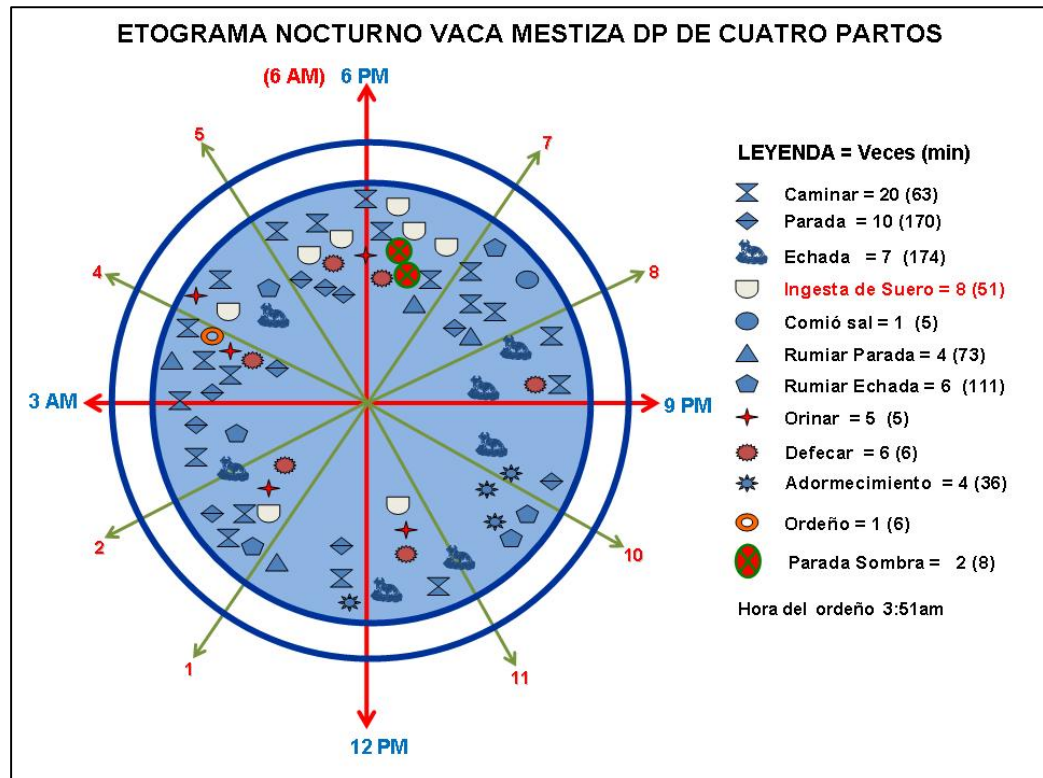 ETOGRAMA NOCTURNO VACA MESTIZA DP DE CUATRO PARTOS
(6 AM) 6 PM
5
7
4
8
3 AM
9 PM
2
10
1
11
12 PM
LEYENDA = Veces (min)
Caminar = 20 (63)
Parada = 10 (170)
Echada = 7 (174)
Ingesta de Suero = 8 (51)
Comió sal = 1 (5)
Rumiar Parada = 4 (73)
Rumiar Echada = 6 (111)
Orinar = 5 (5)
Defecar = 6 (6)
Adormecimiento = 4 (36)
Ordeño = 1 (6)
Parada Sombra = 2 (8)
Hora del ordeño 3:51am